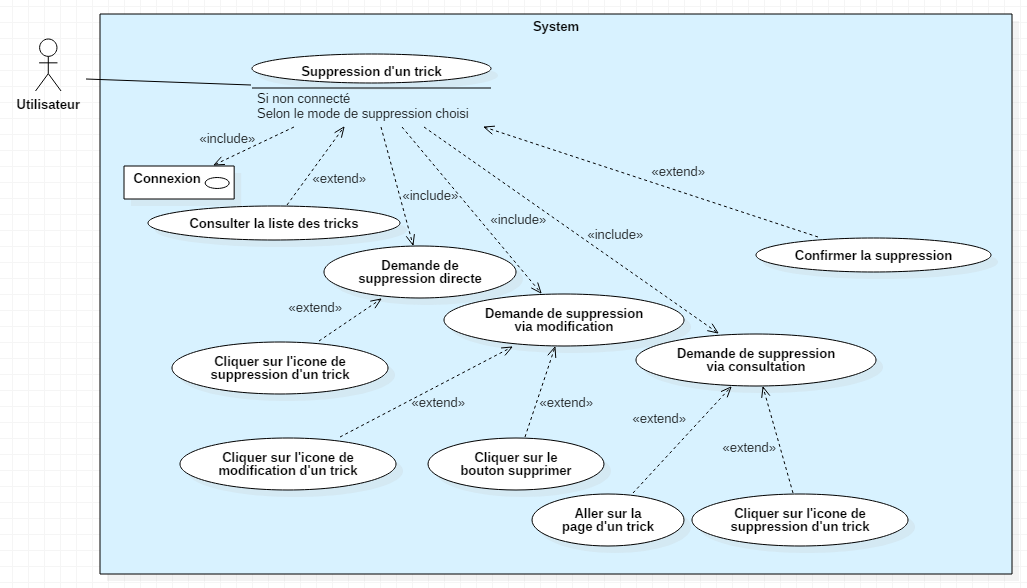 System
Utilisateur
Suppression d'un trick
Si non connecté
Selon le mode de suppression choisi
«include»
Connexion
«extend»
«extend»
«include»
Consulter la liste des tricks
«include»
«include»
Confirmer la suppression
Demande de
suppression directe
«extend»
Demande de suppression
via modification
Demande de suppression
via consultation
Cliquer sur l'icone de
suppression d'un trick
«extend»
«extend»
«extend»
«extend»
Cliquer sur l'icone de
modification d'un trick
Cliquer sur le
bouton supprimer
Aller sur la
page d'un trick
Cliquer sur l'icone de
suppression d'un trick